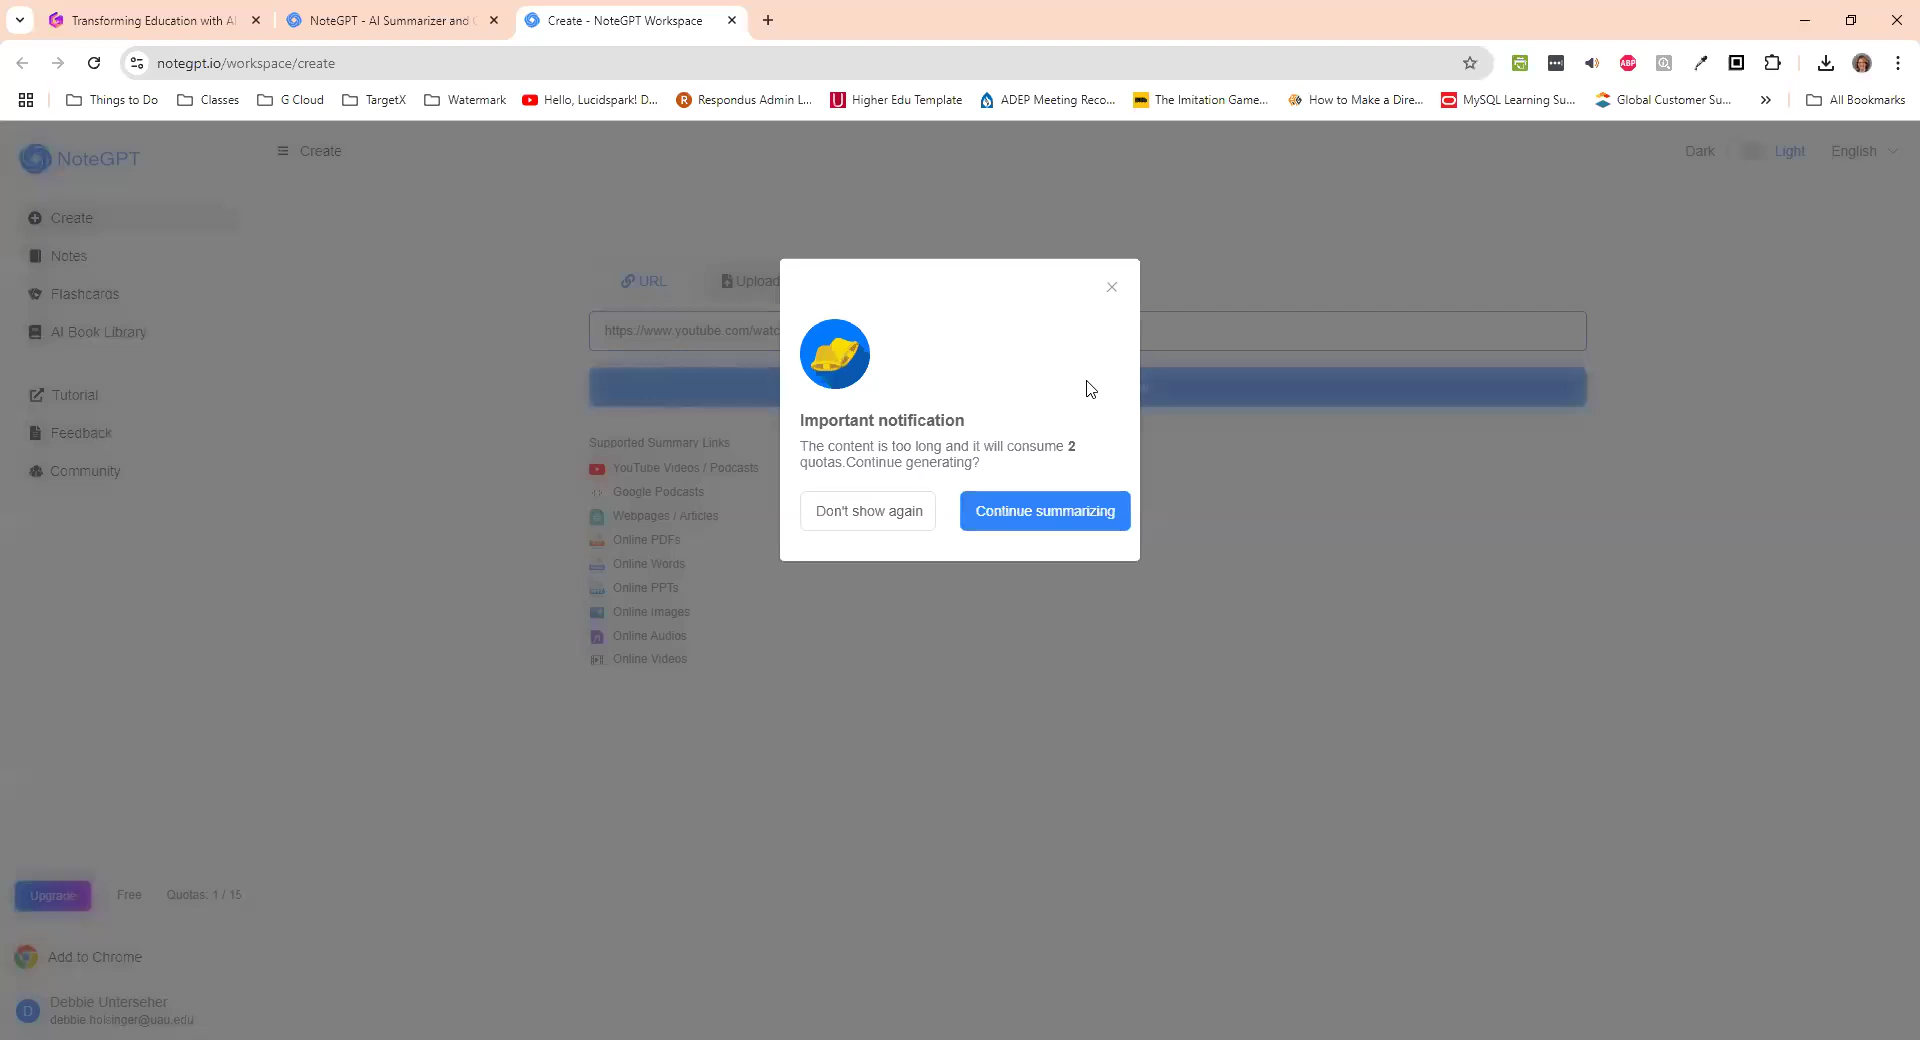 Transforming Education with AI
NoteGPT - AI Summarizer and
Create - NoteGPT Workspace
notegpt.io/workspace/create
ABP
Things to Do
Classes
G Cloud
TargetX
Watermark
Hello, Lucidspark! D...
Respondus Admin L...
Higher Edu Template
ADEP Meeting Reco...
The Imitation Game...
How to Make a Dire...
MySQL Learning Su...
Global Customer Su...
All Bookmarks
NoteGPT
Create
Dark
Light
English
Create
Notes
Flashcards
AI Book Library
Tutorial
Feedback
Community
URL
Upload
https://www.youtube.com/watc
Important notification
The content is too long and it will consume 2
quotas.Continue generating?
Don't show again
Continue summarizing
Supported Summary Links
YouTube Videos / Podcasts
Google Podcasts
Webpages / Articles
Online PDFs
Online Words
Online PPTs
Online Images
Online Audios
Online Videos
Upgrade
Free
Quotas: 1 / 15
Add to Chrome
D
Debbie Unterseher
debbie.holsinger@uau.edu